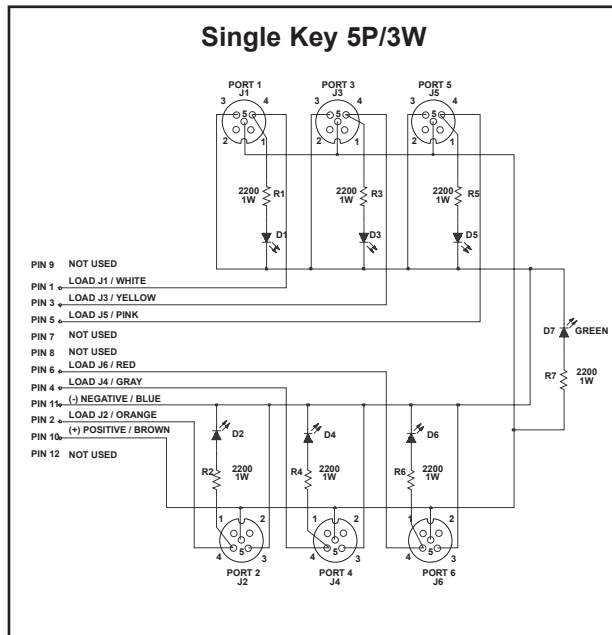 Single Key 5P/3W
PORT 1 PORT 3 PORT 5
J1 J3 J5
3 4 3 4 3 4
5 5 5
2 1 2 1 2 1
2200 R1 2200 R3 2200 R5
1W 1W 1W
D1 D3 D5
PIN 9 NOT USED
PIN 1 LOAD J1 / WHITE
PIN 3 LOAD J3 / YELLOW
PIN 5 LOAD J5 / PINK
PIN 7 NOT USED
D7 GREEN
PIN 8 NOT USED
PIN 6 LOAD J6 / RED
R7 2200
1W
PIN 4 LOAD J4 / GRAY
PIN 11 (-) NEGATIVE / BLUE
PIN 2 LOAD J2 / ORANGE
PIN 10 (+) POSITIVE / BROWN
PIN 12 NOT USED
D2 D4 D6
R2 2200 R4 2200 R6 2200
1W 1W 1W
1 2 1 2 1 2
5 5 5
4 3 4 3 4 3
PORT 2 PORT 4 PORT 6
J2 J4 J6